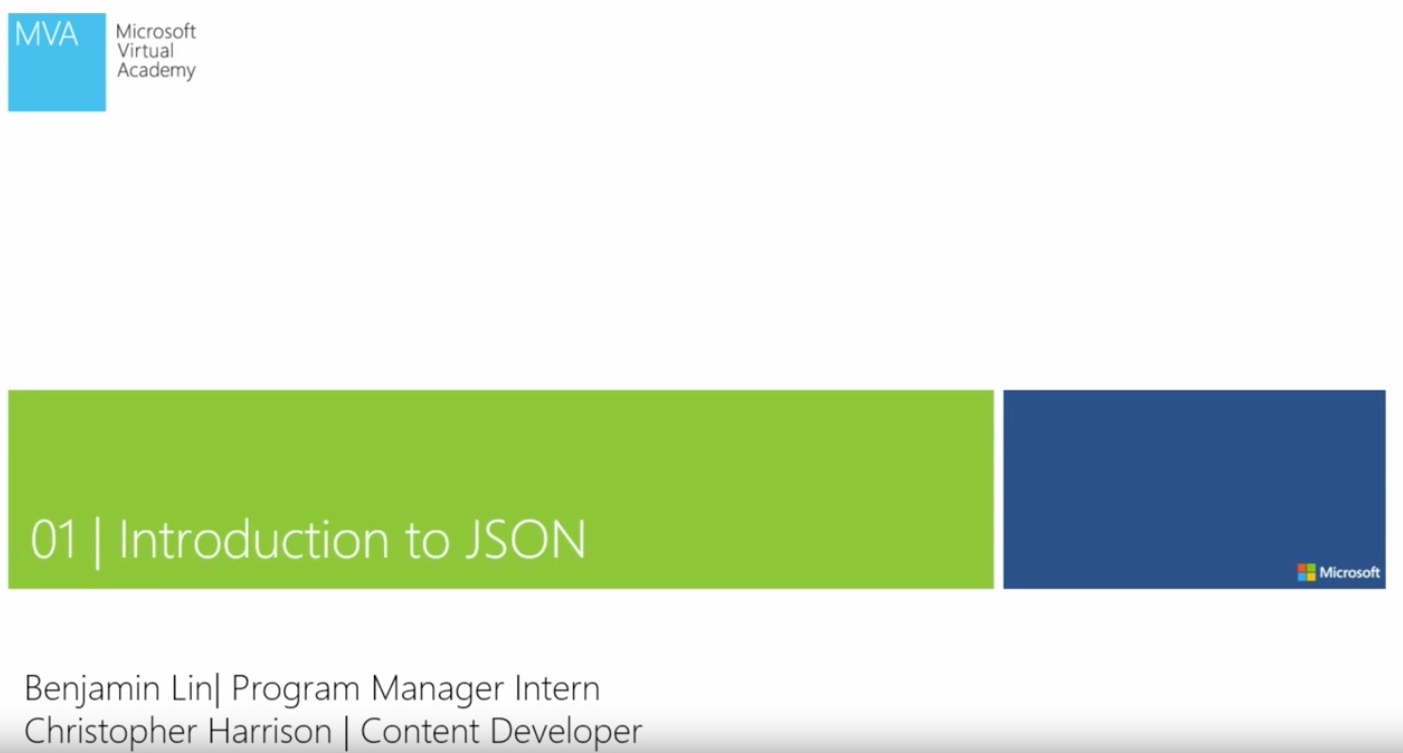 MVA
Microsoft
Virtual
Academy
01 | Introduction to JSON
Microsoft
Benjamin Lin| Program Manager Intern
Christopher Harrison | Content Developer